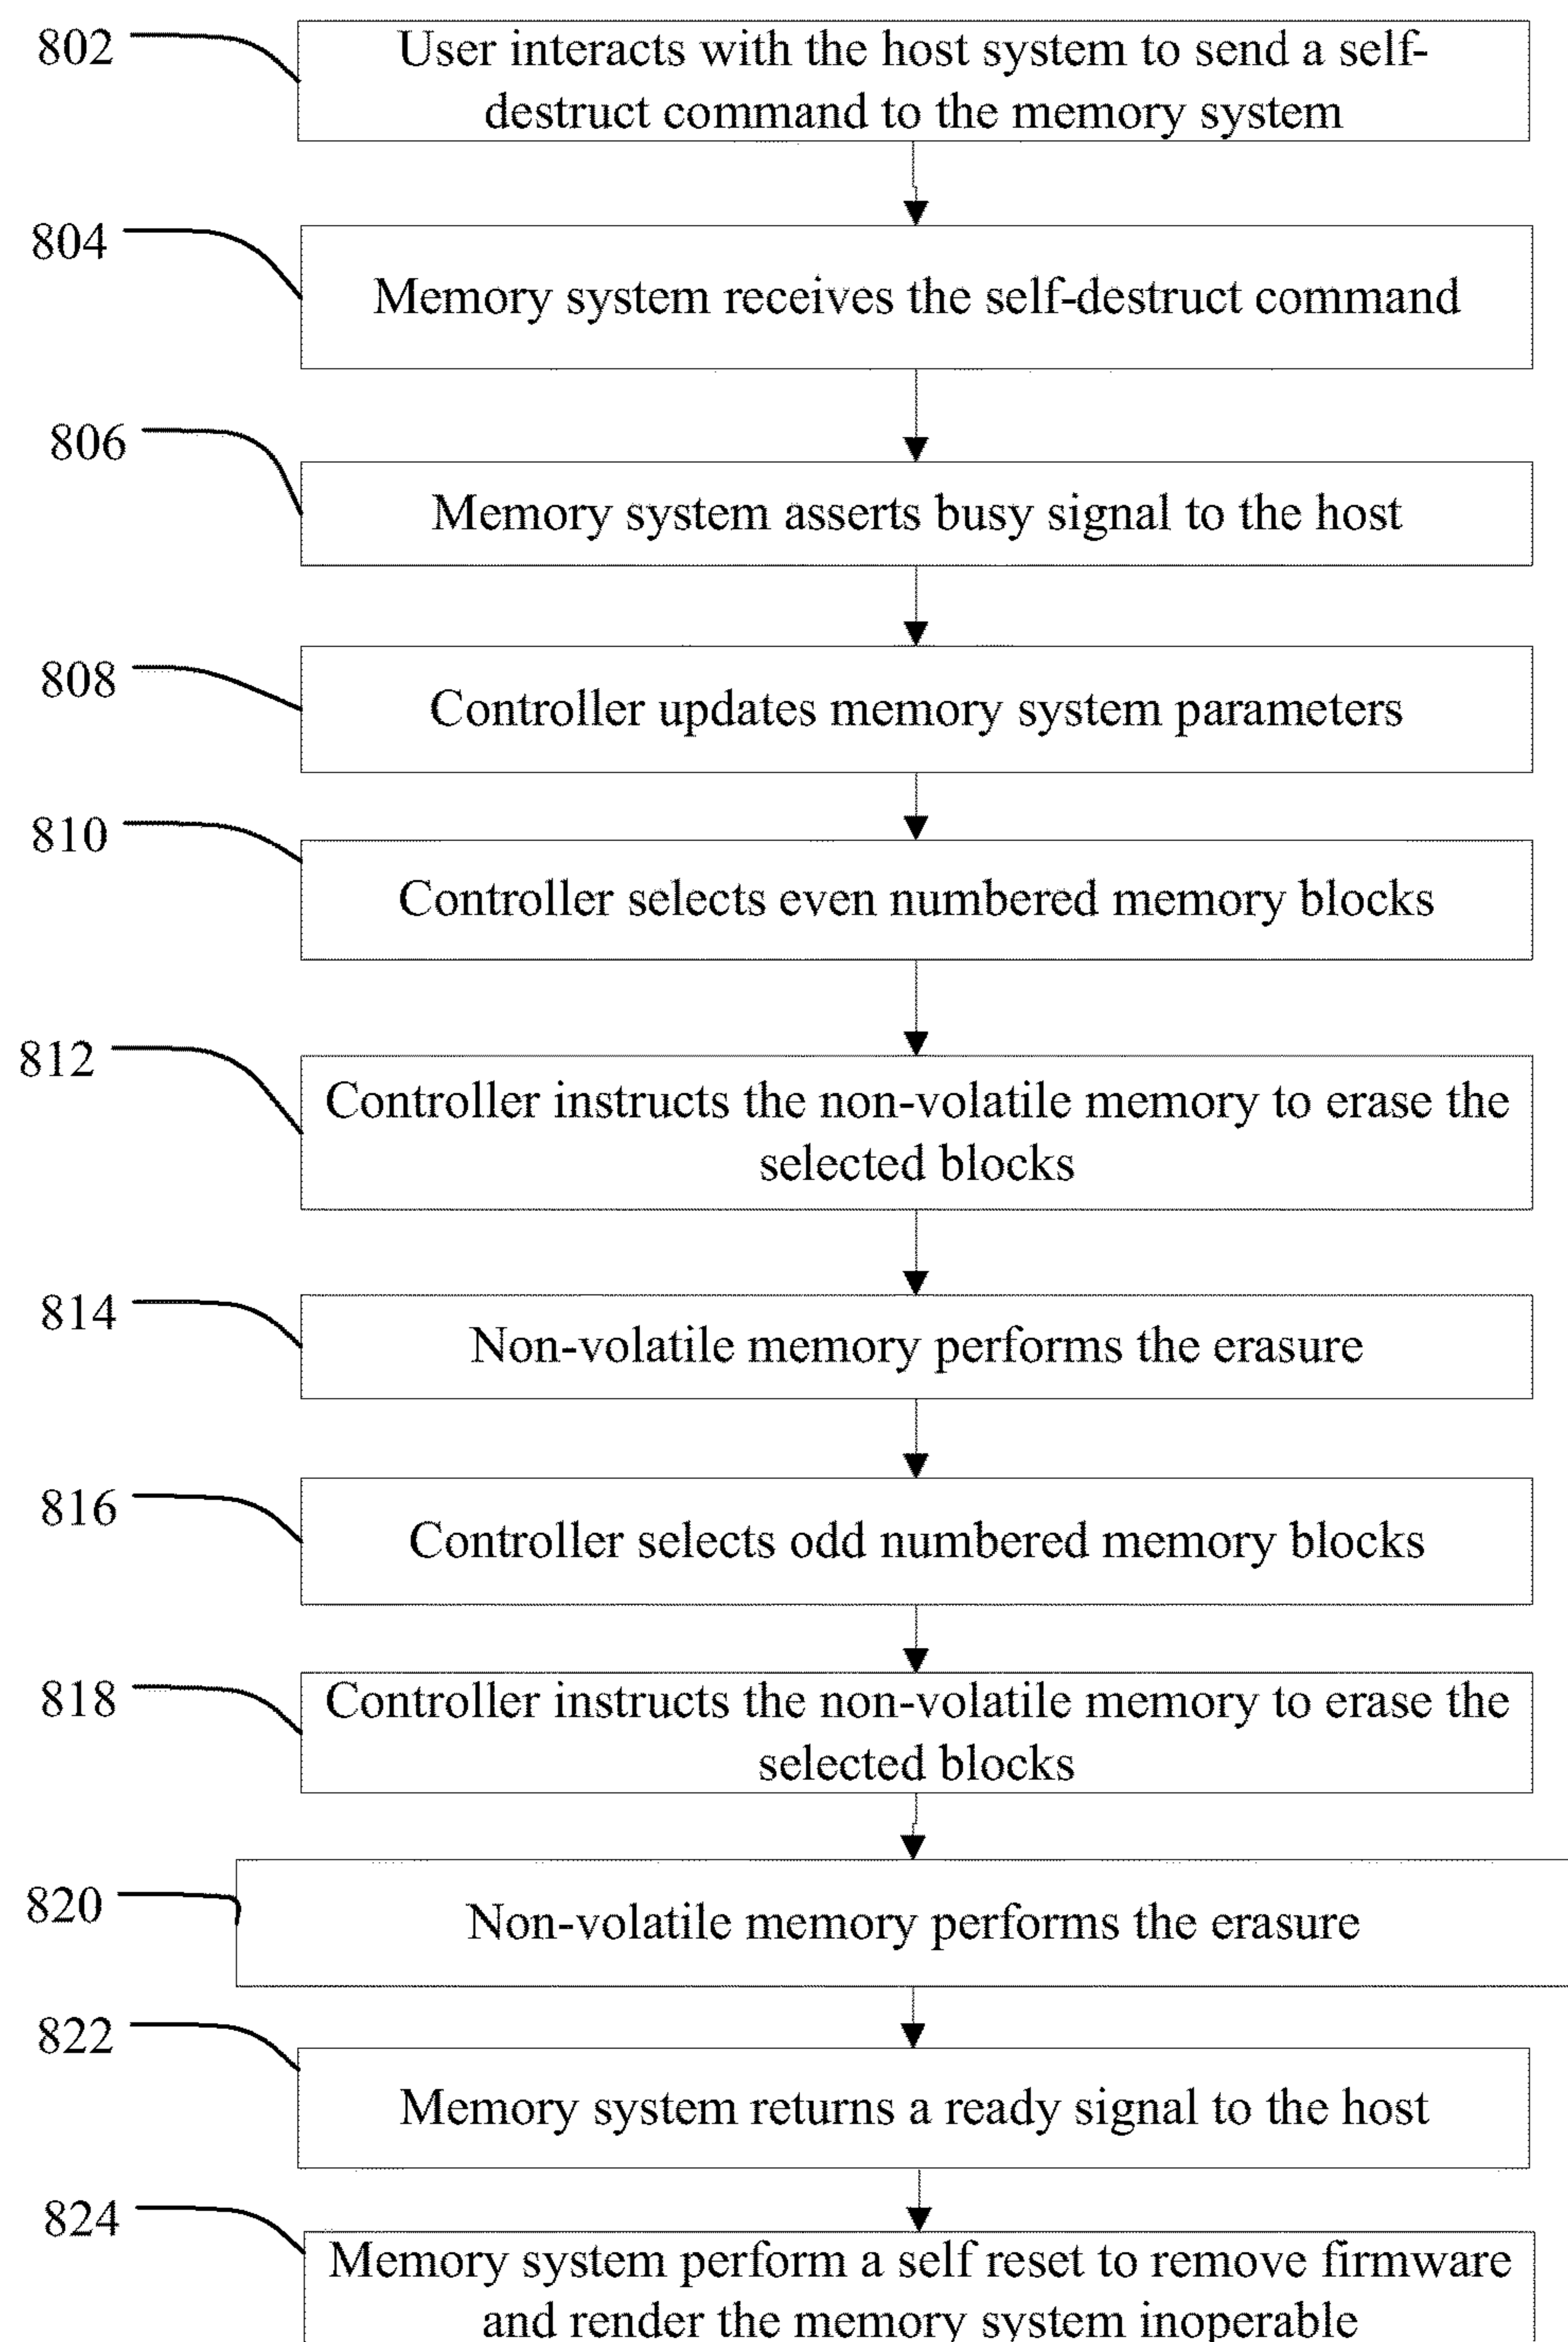 802
User interacts with the host system to send a self-
destruct command to the memory system
804
Memory system receives the self-destruct command
806
Memory system asserts busy signal to the host
808
Controller updates memory system parameters
810
Controller selects even numbered memory blocks
812
Controller instructs the non-volatile memory to erase the
selected blocks
814
Non-volatile memory performs the erasure
816
Controller selects odd numbered memory blocks
818
Controller instructs the non-volatile memory to erase the
selected blocks
820
Non-volatile memory performs the erasure
822
Memory system returns a ready signal to the host
824
Memory system perform a self reset to remove firmware
and render the memory system inoperable